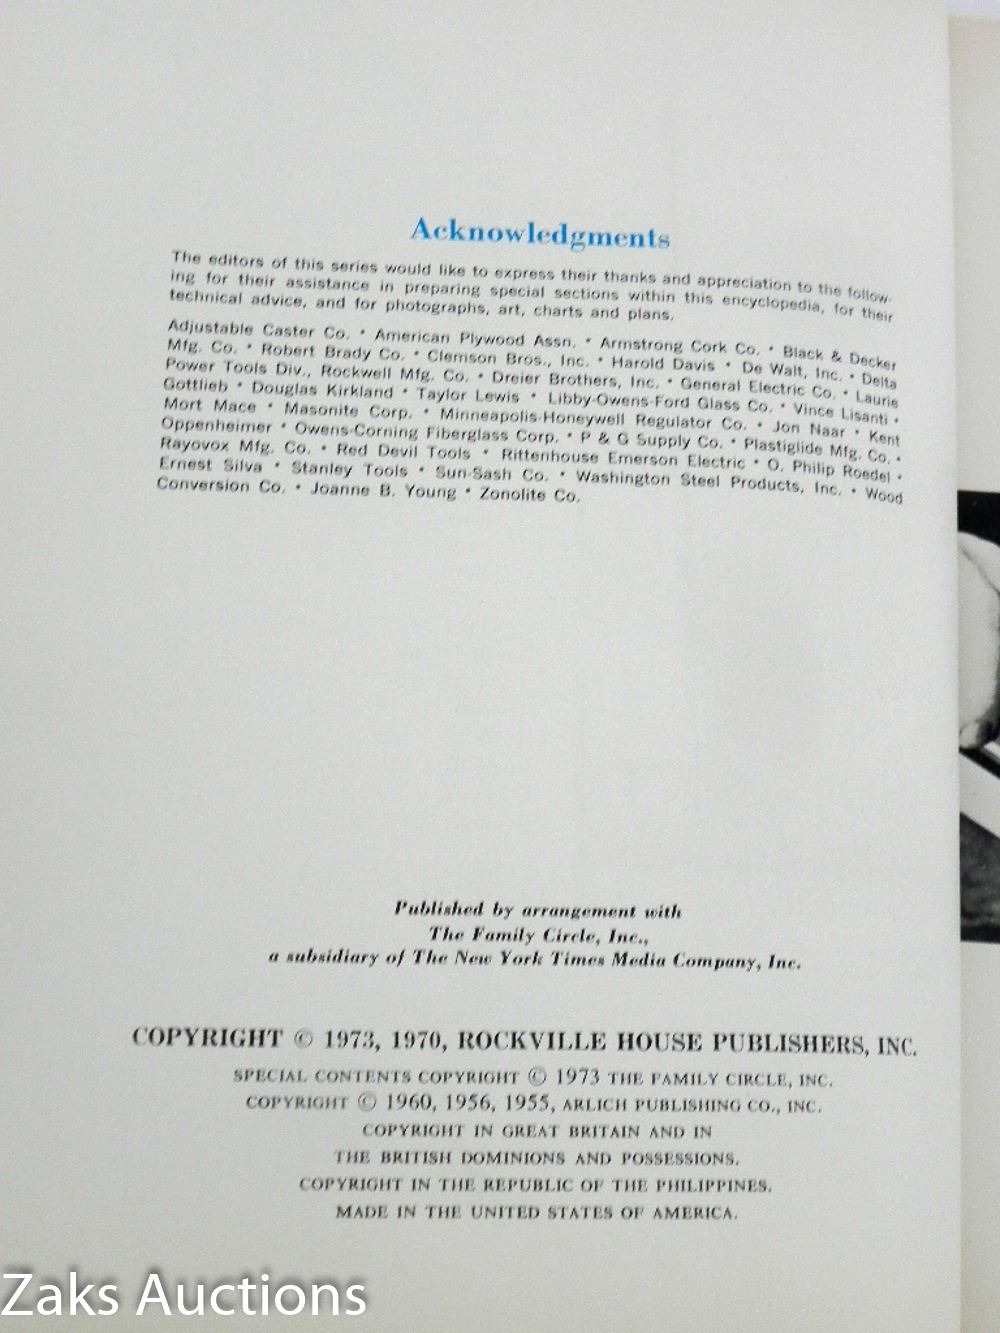 Acknowledgments
The editors of this series would like to express their thanks and appreciation to the follow-
ing for their assistance in preparing special sections within this encyclopedia, for their
technical advice, and for photographs, art, charts and plans.
Adjustable Caster Co. • American Plywood Assn. • Armstrong Cork Co. • Black & Decker
Mfg. Co. • Robert Brady Co. • Clemson Bros., Inc. • Harold Davis • De Walt, Inc. • Delta
Power Tools Div., Rockwell Mfg. Co. • Dreier Brothers, Inc. • General Electric Co. • Laurie
Gottlieb • Douglas Kirkland • Taylor Lewis • Libby-Owens-Ford Glass Co. • Vince Lisanti •
Mort Mace • Masonite Corp. • Minneapolis-Honeywell Regulator Co. • Jon Naar • Kent
Oppenheimer • Owens-Corning Fiberglass Corp. • P & G Supply Co. • Plastiglide Mfg. Co. •
Rayovox Mfg. Co. • Red Devil Tools • Rittenhouse Emerson Electric • O. Philip Roedel •
Ernest Silva • Stanley Tools • Sun-Sash Co. • Washington Steel Products, Inc. • Wood
Conversion Co. • Joanne B. Young • Zonolite Co.
Published by arrangement with
The Family Circle, Inc.,
a subsidiary of The New York Times Media Company, Inc.
COPYRIGHT © 1973, 1970, ROCKVILLE HOUSE PUBLISHERS, INC.
SPECIAL CONTENTS COPYRIGHT © 1973 THE FAMILY CIRCLE, INC.
COPYRIGHT © 1960, 1956, 1955, ARLICH PUBLISHING CO., INC.
COPYRIGHT IN GREAT BRITAIN AND IN
THE BRITISH DOMINIONS AND POSSESSIONS.
COPYRIGHT IN THE REPUBLIC OF THE PHILIPPINES.
MADE IN THE UNITED STATES OF AMERICA.
Zaks Auctions